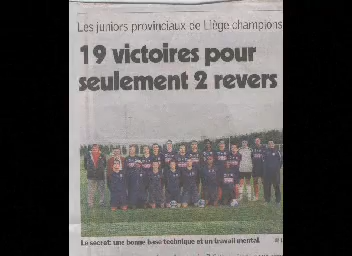 Les juniors provinciaux de Liège champions
19 victoires pour
seulement 2 revers
Le secret: une bonne base technique et un travail mental.